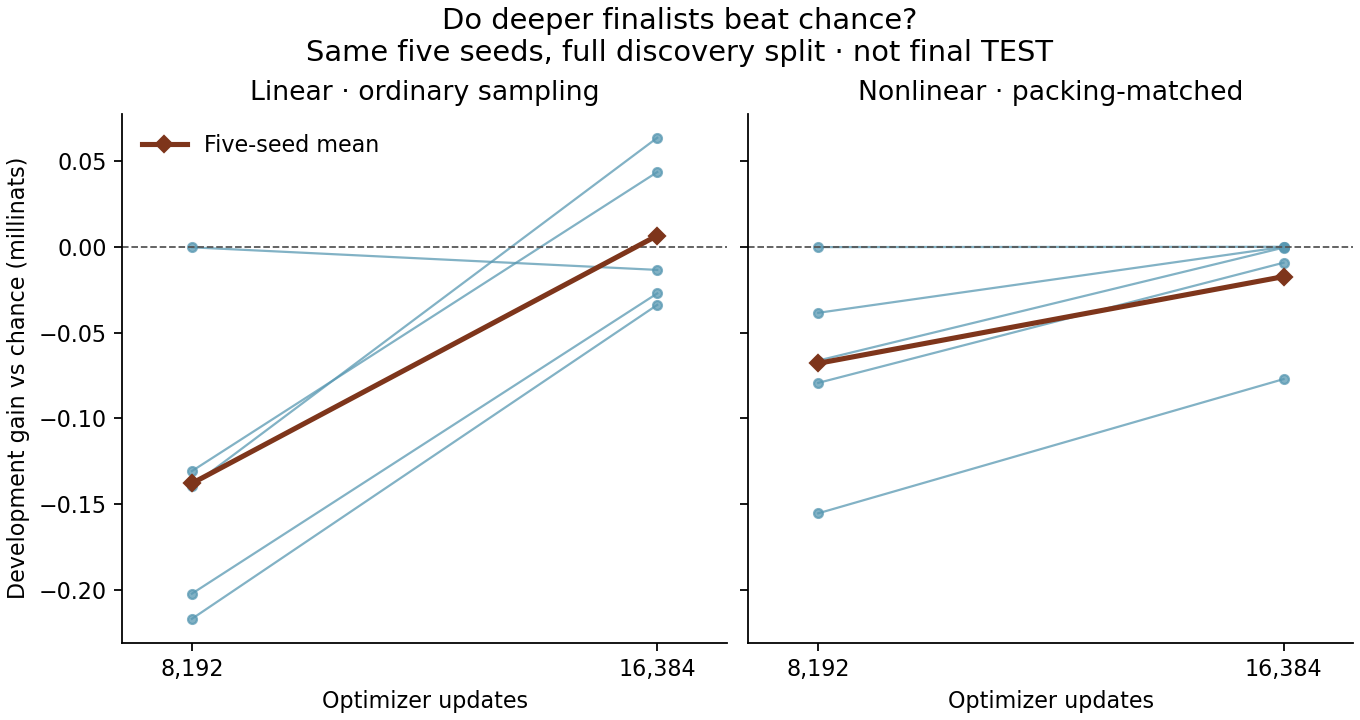 Do deeper finalists beat chance?
Same five seeds, full discovery split · not final TEST
Linear · ordinary sampling
Nonlinear · packing-matched
Five-seed mean
Development gain vs chance (millinats)
0.05
0.00
−0.05
−0.10
−0.15
−0.20
8,192
16,384
8,192
16,384
Optimizer updates
Optimizer updates